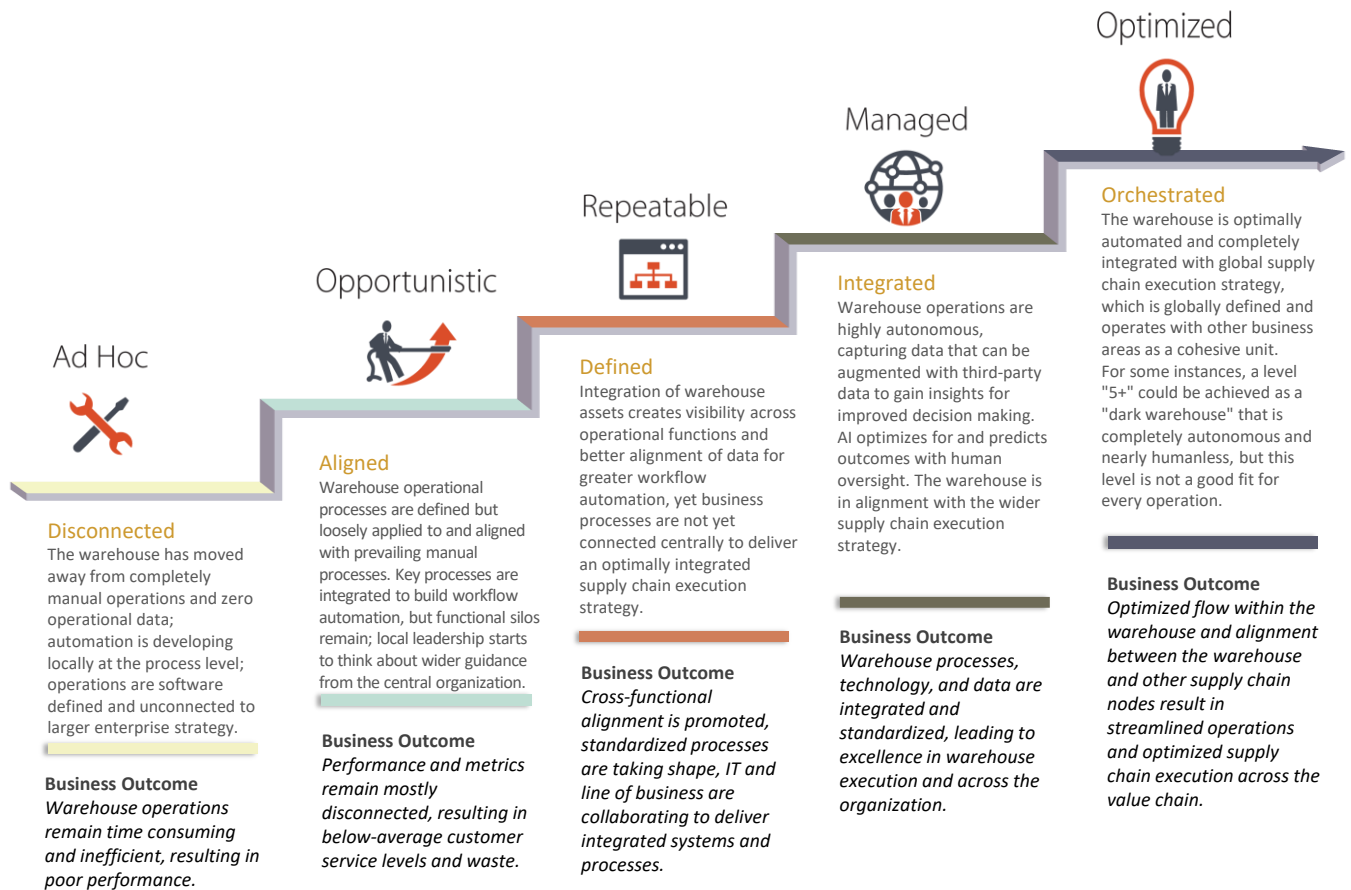 Ad Hoc
Disconnected
The warehouse has moved
away from completely
manual operations and zero
operational data;
automation is developing
locally at the process level;
operations are software
defined and unconnected to
larger enterprise strategy.
Business Outcome
Warehouse operations
remain time consuming
and inefficient, resulting in
poor performance.
Opportunistic
Aligned
Warehouse operational
processes are defined but
loosely applied to and aligned
with prevailing manual
processes. Key processes are
integrated to build workflow
automation, but functional silos
remain; local leadership starts
to think about wider guidance
from the central organization.
Business Outcome
Performance and metrics
remain mostly
disconnected, resulting in
below-average customer
service levels and waste.
Repeatable
Defined
Integration of warehouse
assets creates visibility across
operational functions and
better alignment of data for
greater workflow
automation, yet business
processes are not yet
connected centrally to deliver
an optimally integrated
supply chain execution
strategy.
Business Outcome
Cross-functional
alignment is promoted,
standardized processes
are taking shape, IT and
line of business are
collaborating to deliver
integrated systems and
processes.
Managed
Integrated
Warehouse operations are
highly autonomous,
capturing data that can be
augmented with third-party
data to gain insights for
improved decision making.
AI optimizes for and predicts
outcomes with human
oversight. The warehouse is
in alignment with the wider
supply chain execution
strategy.
Business Outcome
Warehouse processes,
technology, and data are
integrated and
standardized, leading to
excellence in warehouse
execution and across the
organization.
Optimized
Orchestrated
The warehouse is optimally
automated and completely
integrated with global supply
chain execution strategy,
which is globally defined and
operates with other business
areas as a cohesive unit.
For some instances, a level
"5+" could be achieved as a
"dark warehouse" that is
completely autonomous and
nearly humanless, but this
level is not a good fit for
every operation.
Business Outcome
Optimized flow within the
warehouse and alignment
between the warehouse
and other supply chain
nodes result in
streamlined operations
and optimized supply
chain execution across the
value chain.